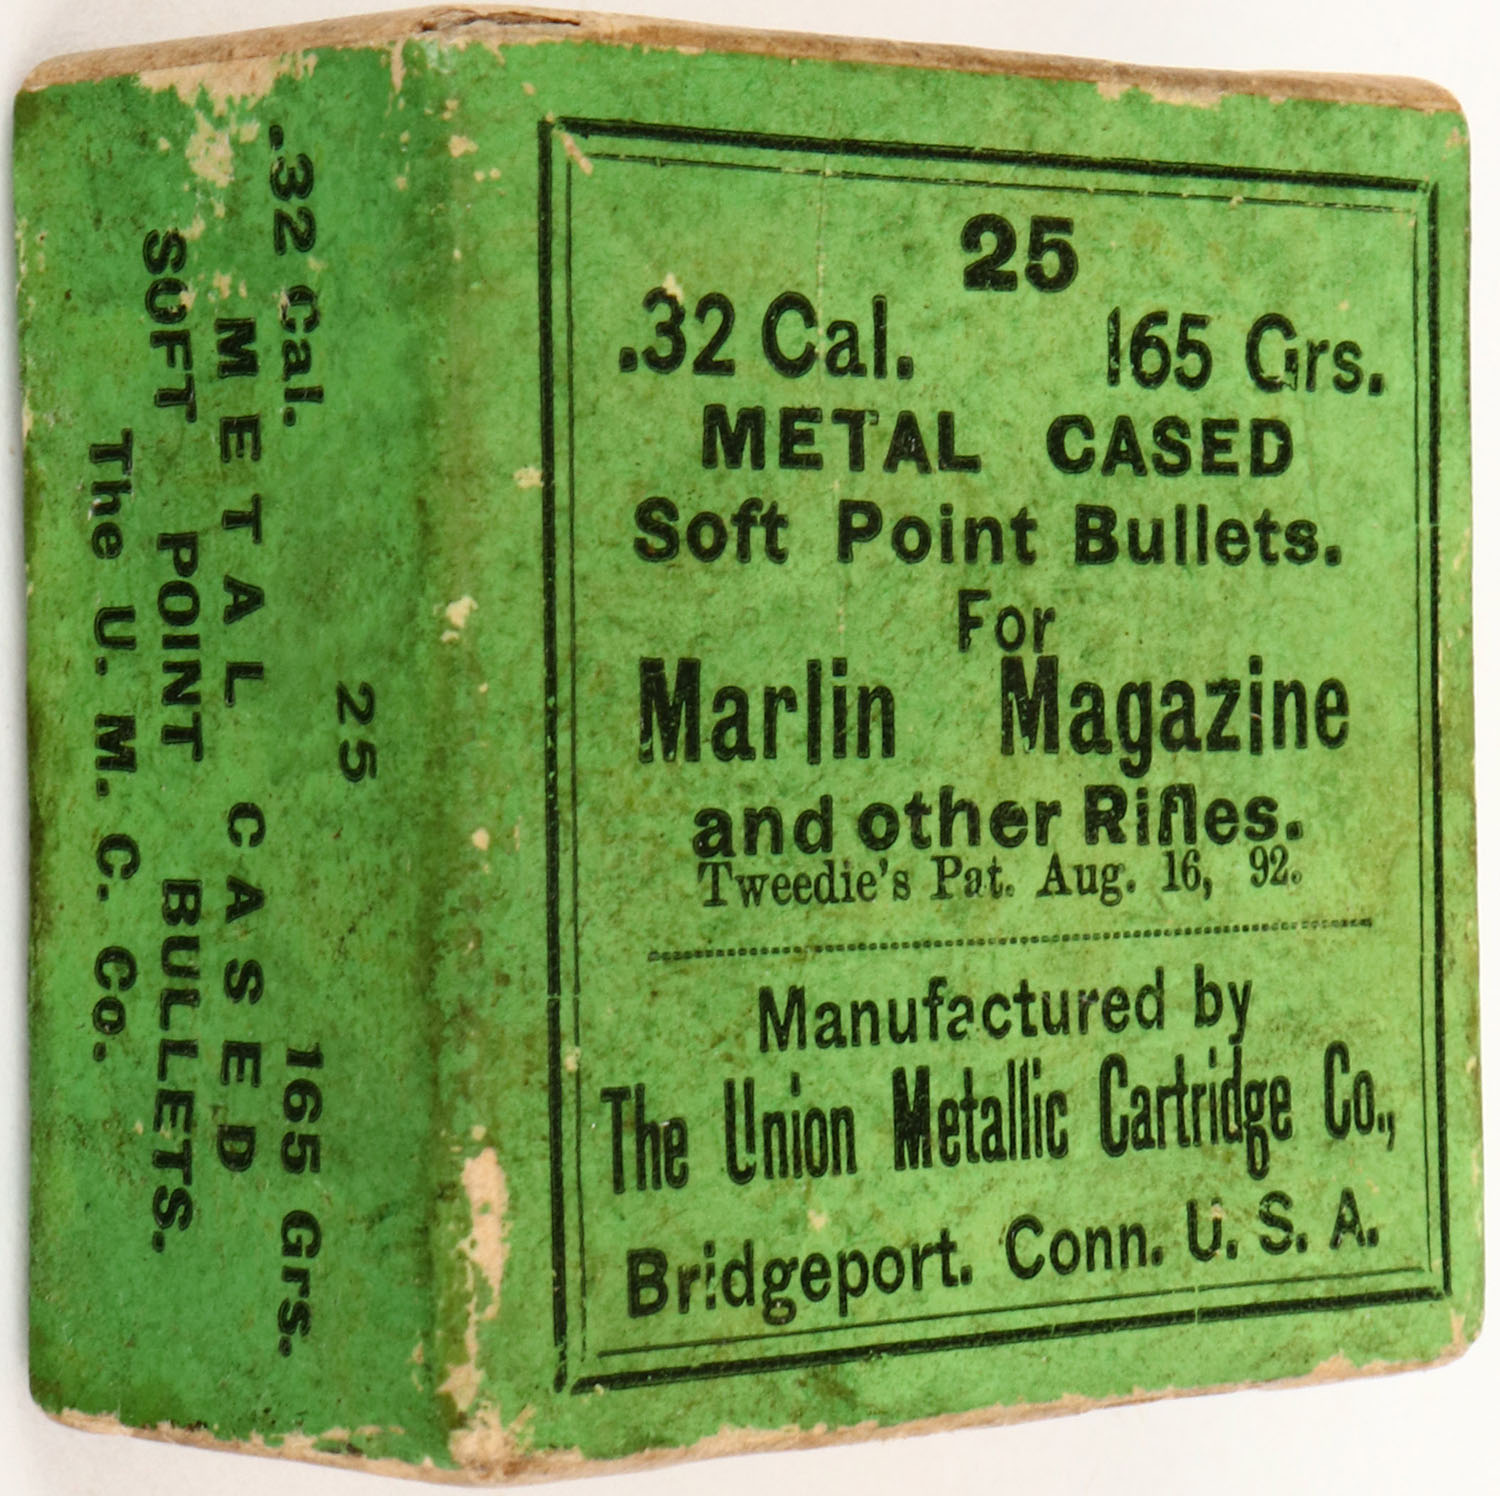 25
.32 Cal. 165 Grs.
METAL CASED
Soft Point Bullets.
For
Marlin Magazine
and other Rifles.
Tweedie's Pat. Aug. 16, 92.
Manufactured by
The Union Metallic Cartridge Co.,
Bridgeport. Conn. U. S. A.
25
.32 Cal. 165 Grs.
METAL CASED
SOFT POINT BULLETS.
The U. M. C. Co.